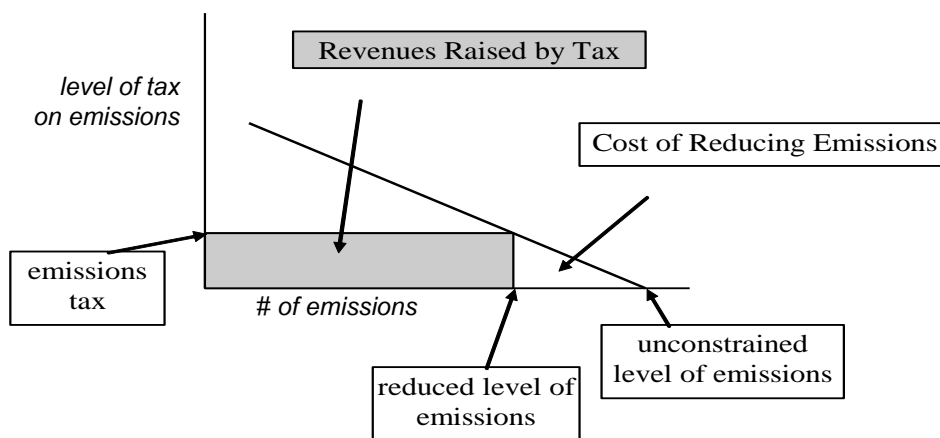 Revenues Raised by Tax
level of tax
on emissions
Cost of Reducing Emissions
emissions
tax
# of emissions
unconstrained
level of emissions
reduced level of
emissions